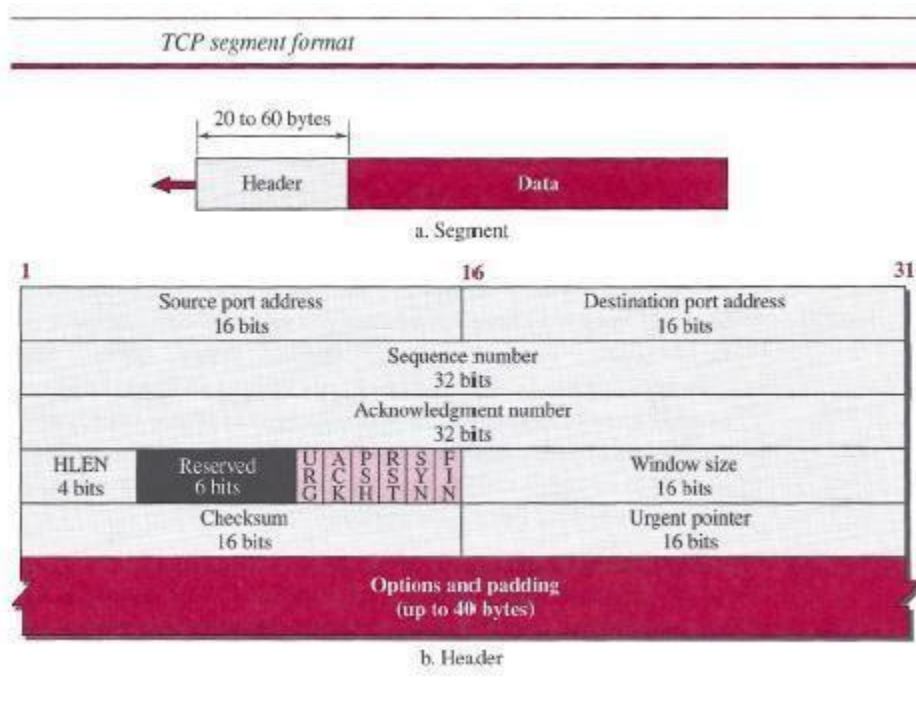 TCP segment format
20 to 60 bytes
Header
Data
a. Segment
1 16 31
Source port address
16 bits
Destination port address
16 bits
Sequence number
32 bits
Acknowledgment number
32 bits
HLEN
4 bits
Reserved
6 bits
URG
ACK
PSH
RST
SYN
FIN
Window size
16 bits
Checksum
16 bits
Urgent pointer
16 bits
Options and padding
(up to 40 bytes)
b. Header